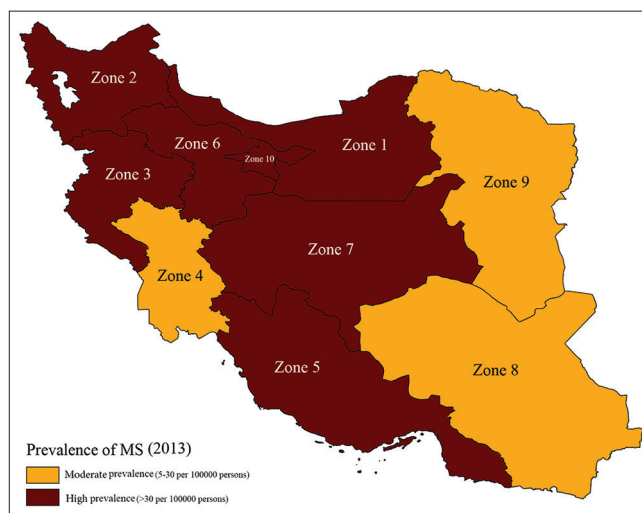 Zone 2
Zone 6
Zone 10
Zone 1
Zone 3
Zone 9
Zone 7
Zone 4
Zone 5
Zone 8
Prevalence of MS (2013)
Moderate prevalence (5-30 per 100000 persons)
High prevalence (>30 per 100000 persons)